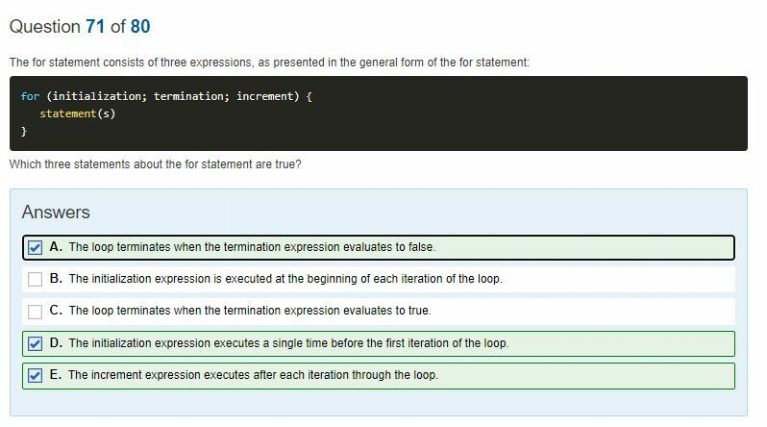 Question 71 of 80
The for statement consists of three expressions, as presented in the general form of the for statement:
for (initialization; termination; increment) {
statement(s)
}
Which three statements about the for statement are true?
Answers
A. The loop terminates when the termination expression evaluates to false.
B. The initialization expression is executed at the beginning of each iteration of the loop.
C. The loop terminates when the termination expression evaluates to true.
D. The initialization expression executes a single time before the first iteration of the loop.
E. The increment expression executes after each iteration through the loop.